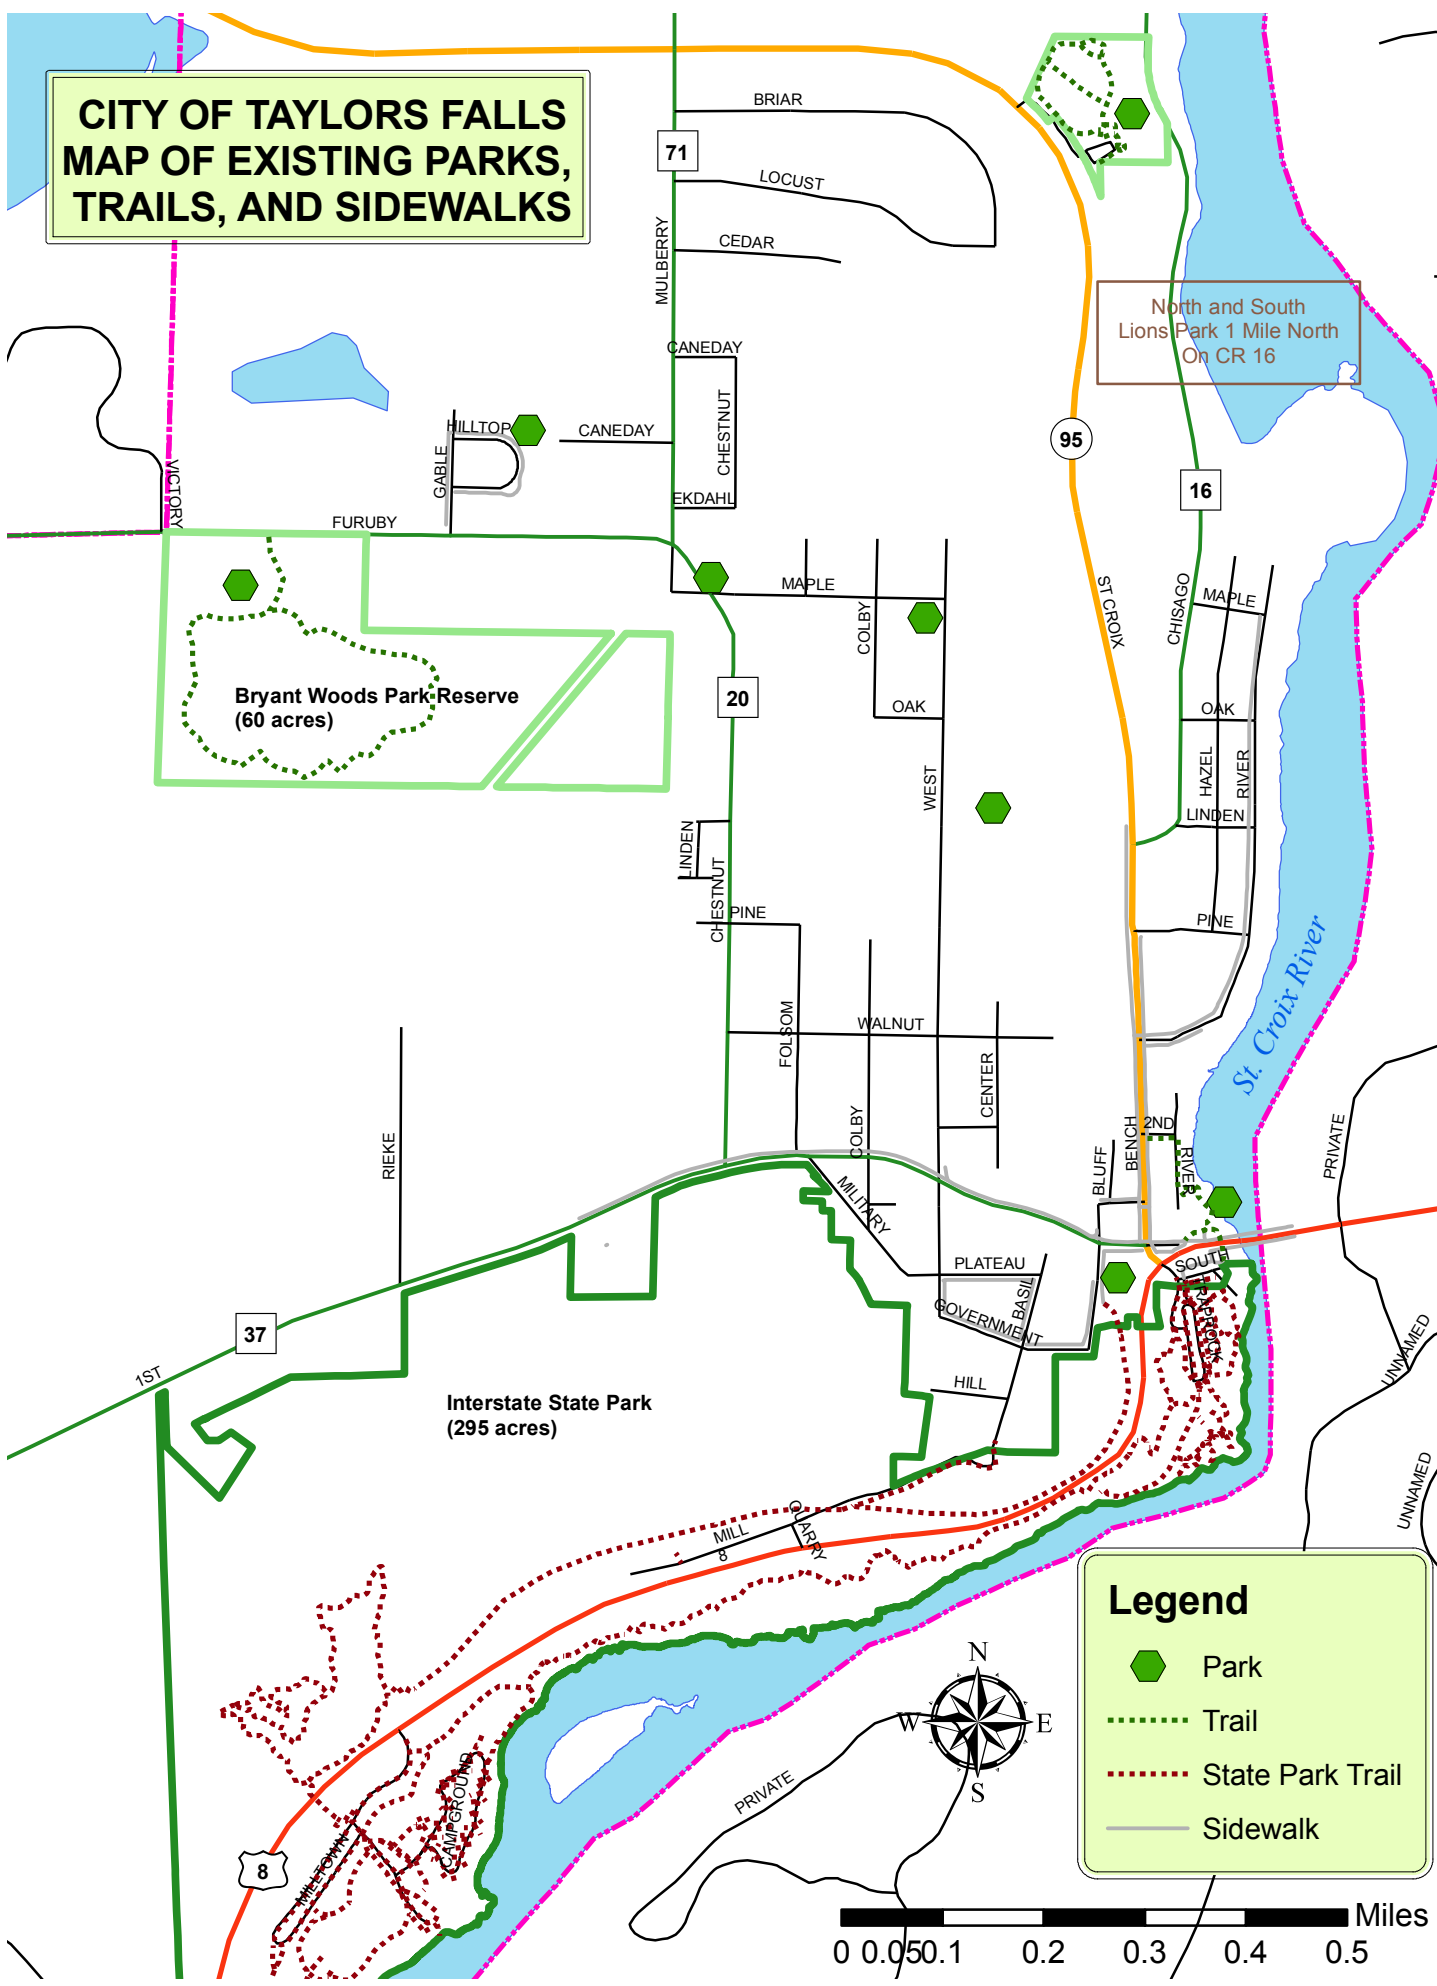 CITY OF TAYLORS FALLS
MAP OF EXISTING PARKS,
TRAILS, AND SIDEWALKS
BRIAR
71
LOCUST
CEDAR
MULBERRY
North and South
Lions Park 1 Mile North
On CR 16
CANEDAY
CHESTNUT
HILLTOP
CANEDAY
95
GABLE
VICTORY
EKDAHL
16
FURUBY
MAPLE
COLBY
ST CROIX
CHISAGO
MAPLE
Bryant Woods Park Reserve
(60 acres)
20
OAK
OAK
WEST
HAZEL
RIVER
LINDEN
LINDEN
CHESTNUT
PINE
PINE
St. Croix River
FOLSOM
WALNUT
CENTER
RIEKE
COLBY
BENCH
2ND
BLUFF
RIVER
PRIVATE
MILITARY
PLATEAU
SOUTH
BASIL
GOVERNMENT
TRAPROCK
37
1ST
UNNAMED
HILL
Interstate State Park
(295 acres)
UNNAMED
MILL
8
QUARRY
Legend
Park
Trail
State Park Trail
Sidewalk
N
W
E
S
PRIVATE
CAMPGROUND
MILLTOWN
8
Miles
0 0.05 0.1 0.2 0.3 0.4 0.5